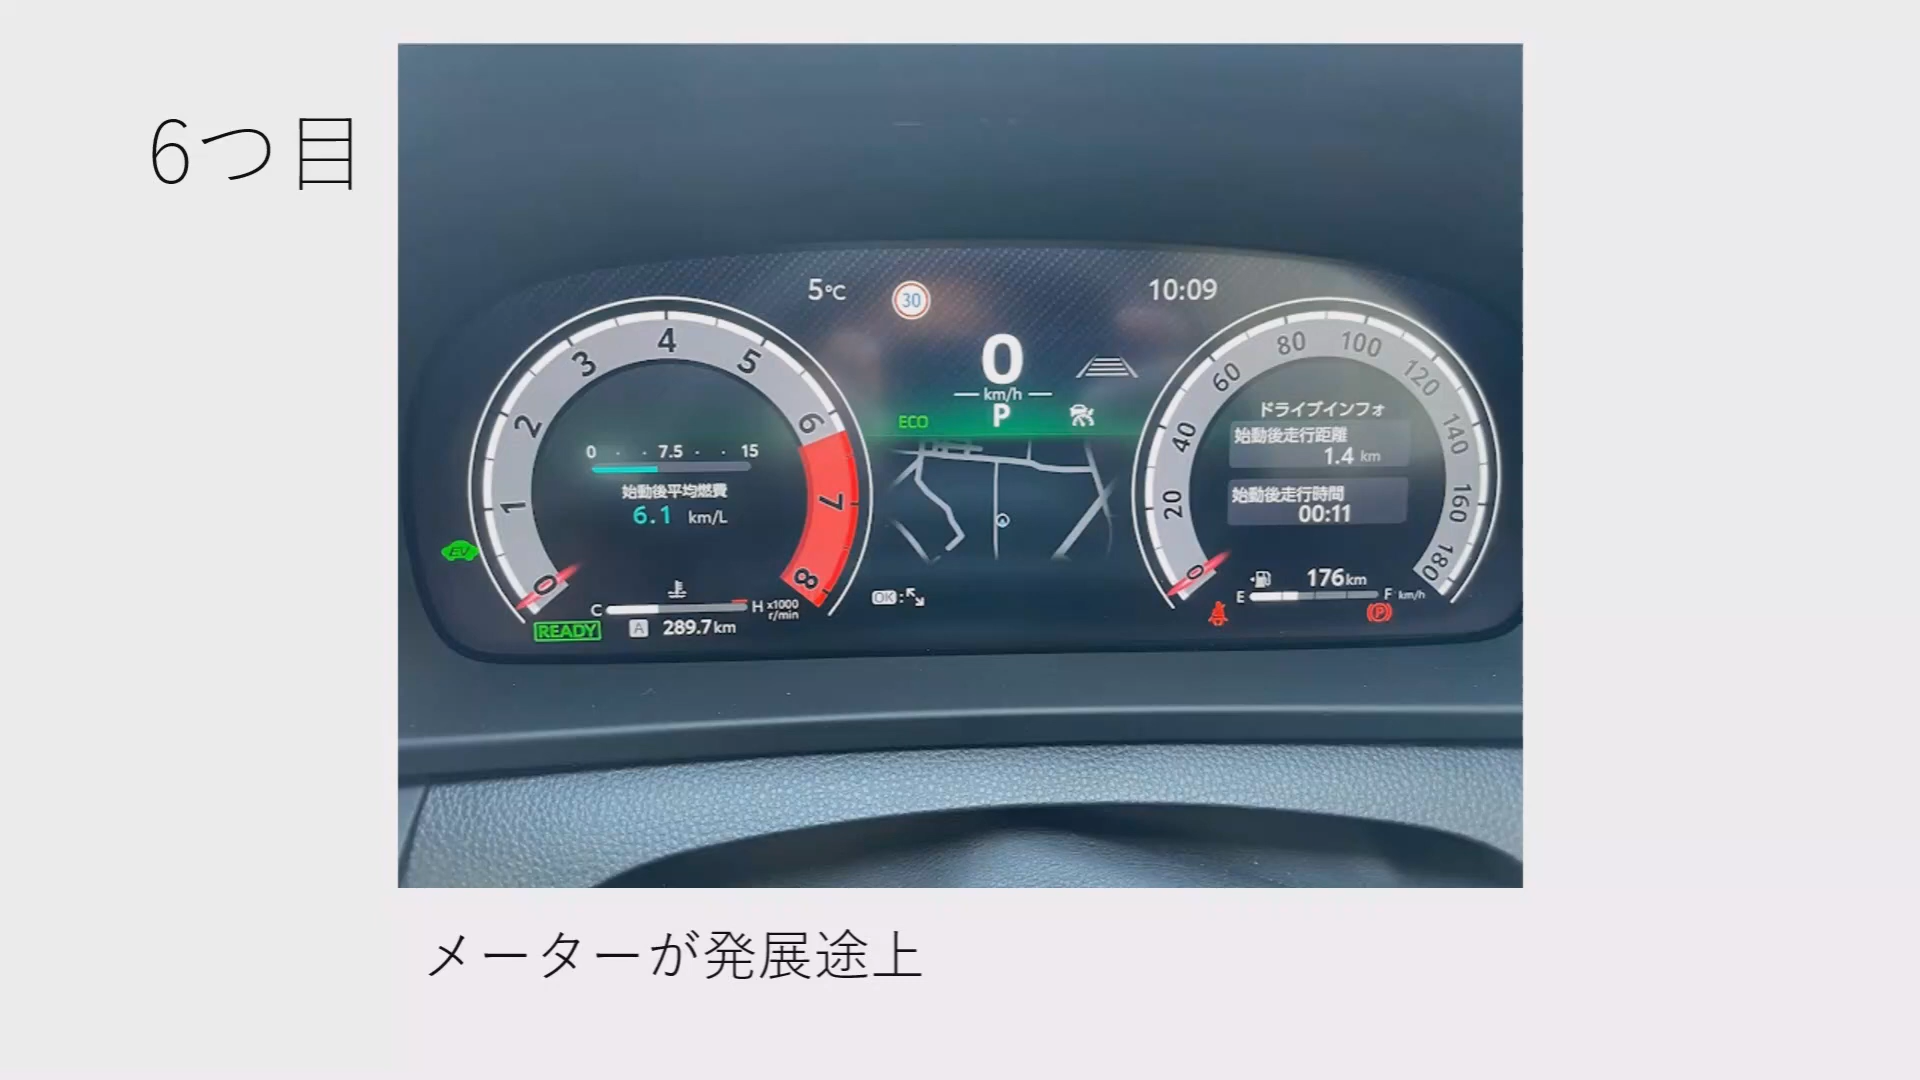 6つ目
5℃
30
10:09
0
km/h
ECO
P
0 1 2 3 4 5 6 7 8
0 7.5 15
始動後平均燃費
6.1 km/L
EV
C H x1000
r/min
READY A 289.7km
OK:
0 20 40 60 80 100 120 140 160 180
ドライブインフォ
始動後走行距離
1.4 km
始動後走行時間
00:11
176km
E F km/h
P
メーターが発展途上